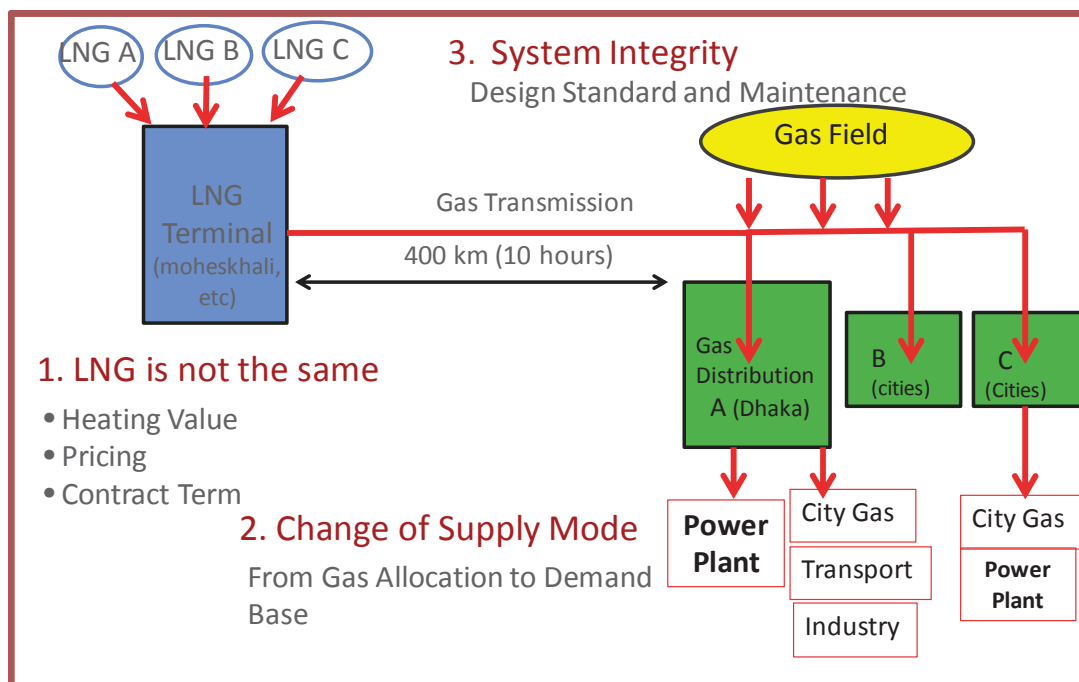 LNG A
LNG B
LNG C
3. System Integrity
Design Standard and Maintenance
Gas Field
LNG
Terminal
(moheskhali,
etc)
Gas Transmission
400 km (10 hours)
Gas
Distribution
A (Dhaka)
B
(cities)
C
(Cities)
1. LNG is not the same
• Heating Value
• Pricing
• Contract Term
2. Change of Supply Mode
From Gas Allocation to Demand
Base
Power
Plant
City Gas
Transport
Industry
City Gas
Power
Plant